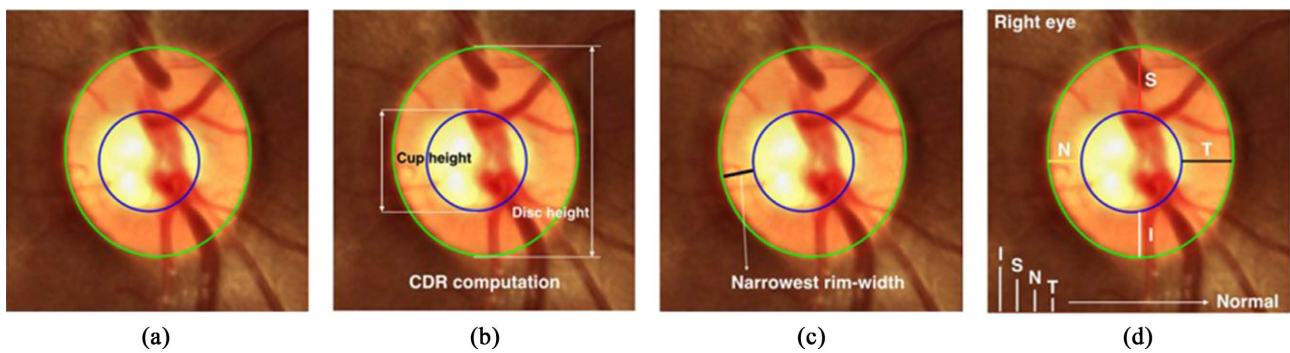 Cup height
Disc height
CDR computation
Narrowest rim-width
Right eye
S
N
T
I
I
S
N
T
Normal
(a)
(b)
(c)
(d)